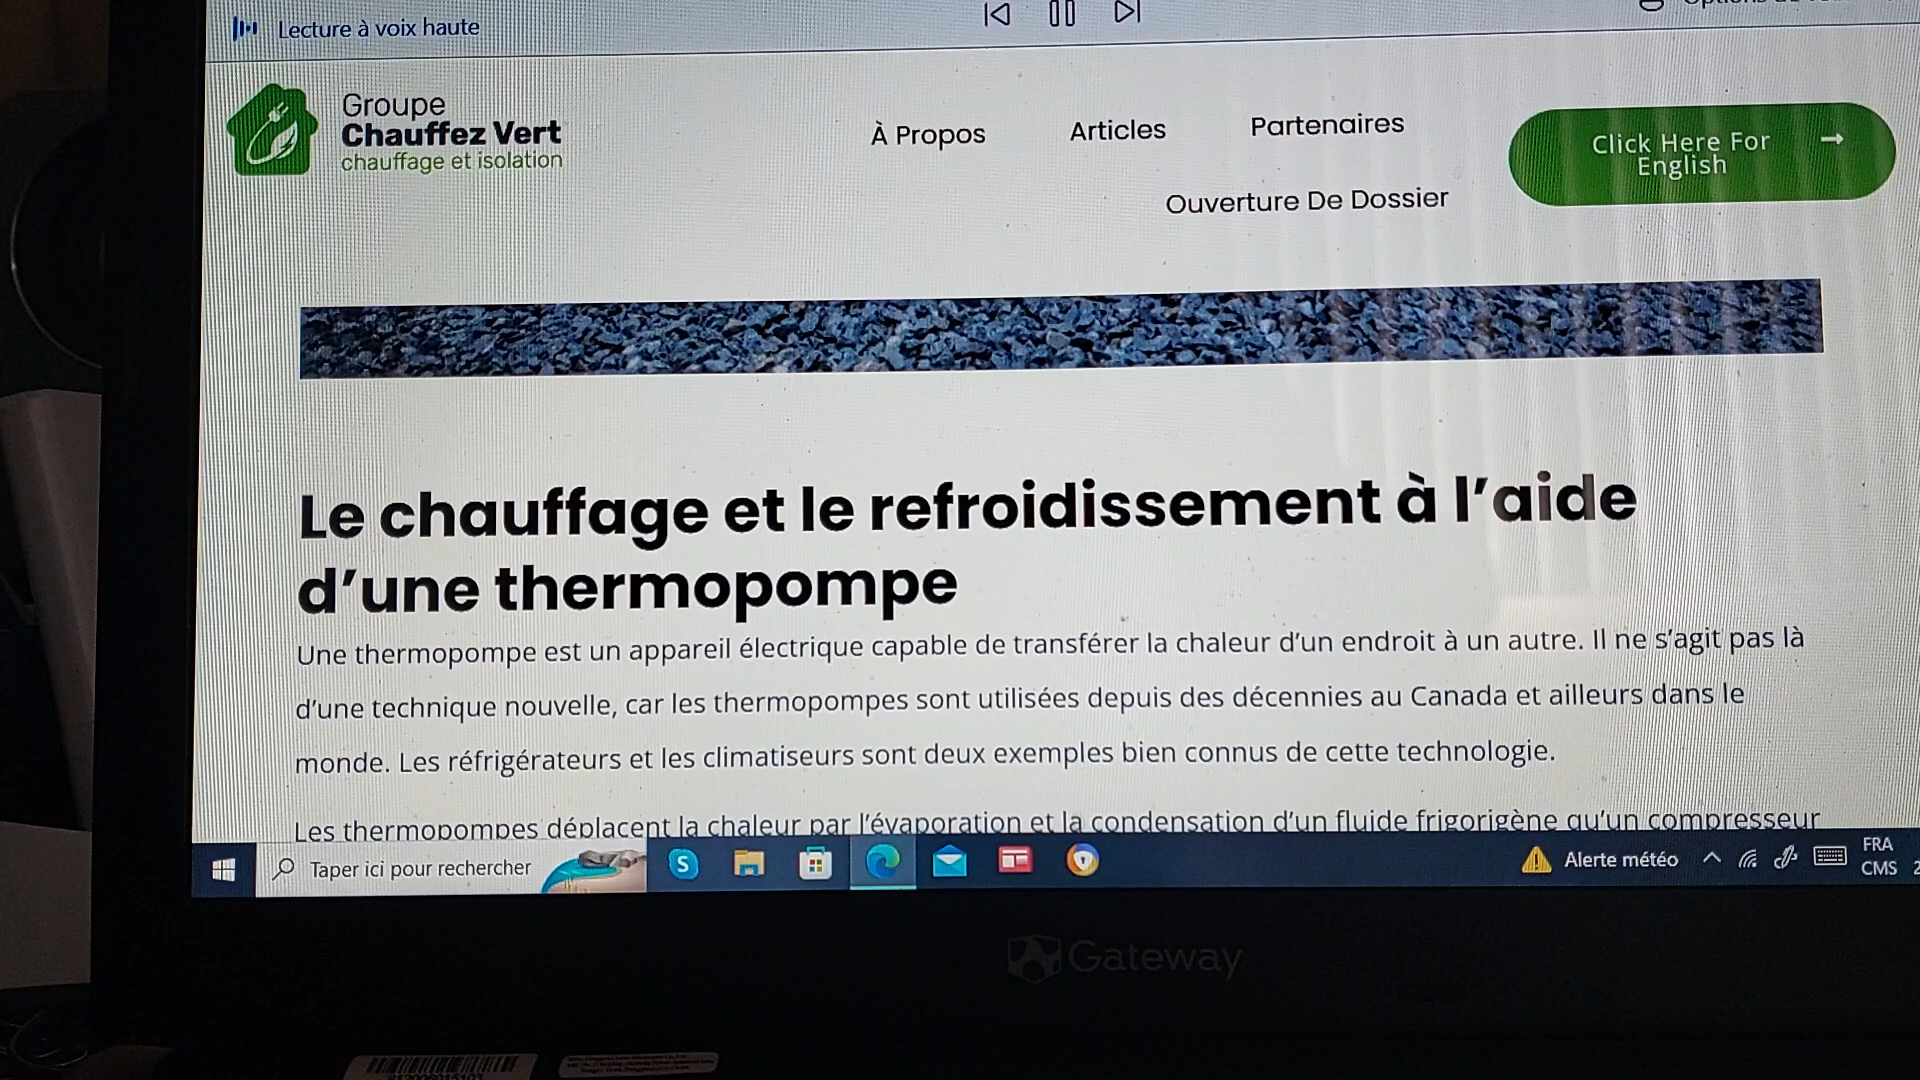 Lecture à voix haute
Groupe
Chauffez Vert
chauffage et isolation
À Propos
Articles
Partenaires
Ouverture De Dossier
Click Here For
English
Le chauffage et le refroidissement à l'aide
d'une thermopompe
Une thermopompe est un appareil électrique capable de transférer la chaleur d'un endroit à un autre. Il ne s'agit pas là
d'une technique nouvelle, car les thermopompes sont utilisées depuis des décennies au Canada et ailleurs dans le
monde. Les réfrigérateurs et les climatiseurs sont deux exemples bien connus de cette technologie.
Les thermopompes déplacent la chaleur par l'évaporation et la condensation d'un fluide frigorigène qu'un compresseur
Taper ici pour rechercher
Alerte météo
FRA
CMS
Gateway